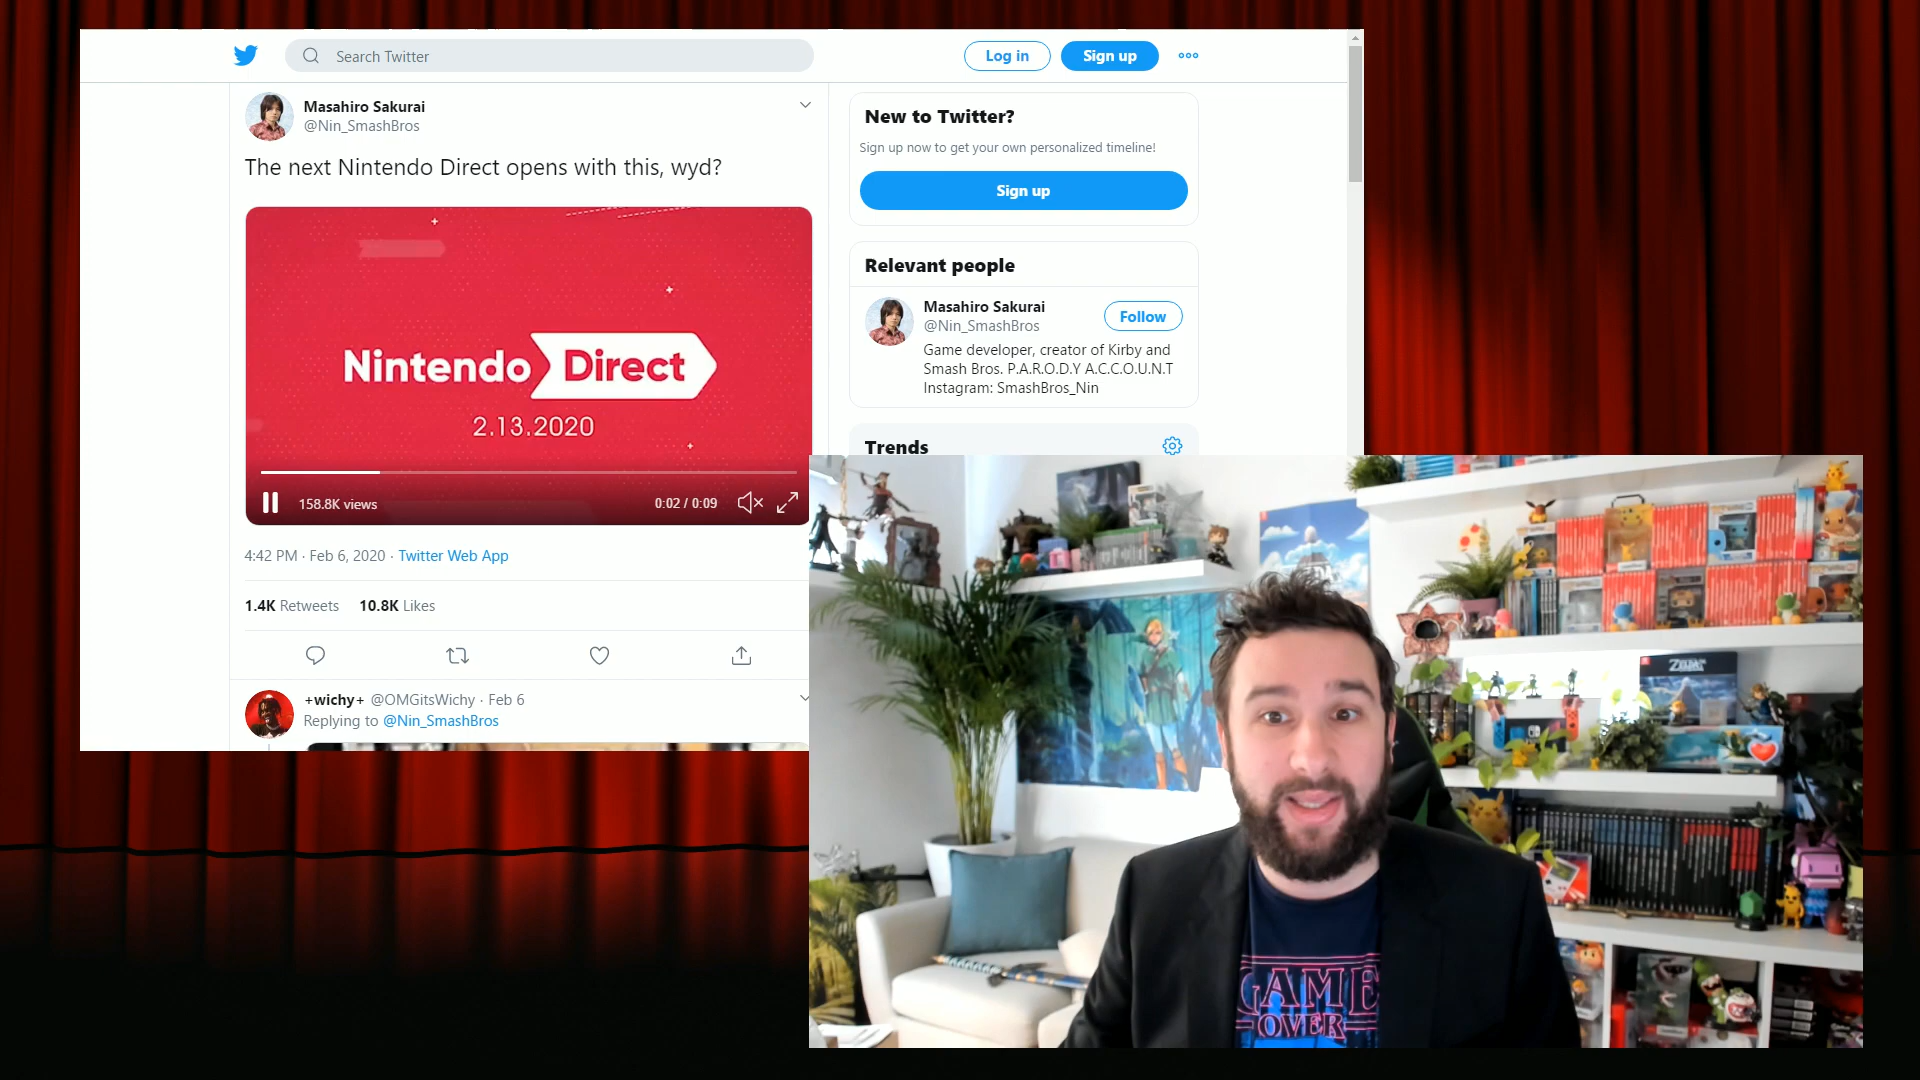 Search Twitter
Log in
Sign up
Masahiro Sakurai
@Nin_SmashBros
The next Nintendo Direct opens with this, wyd?
Nintendo Direct
2.13.2020
158.8K views
0:02 / 0:09
4:42 PM · Feb 6, 2020 · Twitter Web App
1.4K Retweets 10.8K Likes
+wichy+ @OMGitsWichy · Feb 6
Replying to @Nin_SmashBros
New to Twitter?
Sign up now to get your own personalized timeline!
Sign up
Relevant people
Masahiro Sakurai
@Nin_SmashBros
Follow
Game developer, creator of Kirby and
Smash Bros. P.A.R.O.D.Y A.C.C.O.U.N.T
Instagram: SmashBros_Nin
Trends
ZELDA
GAME
OVER